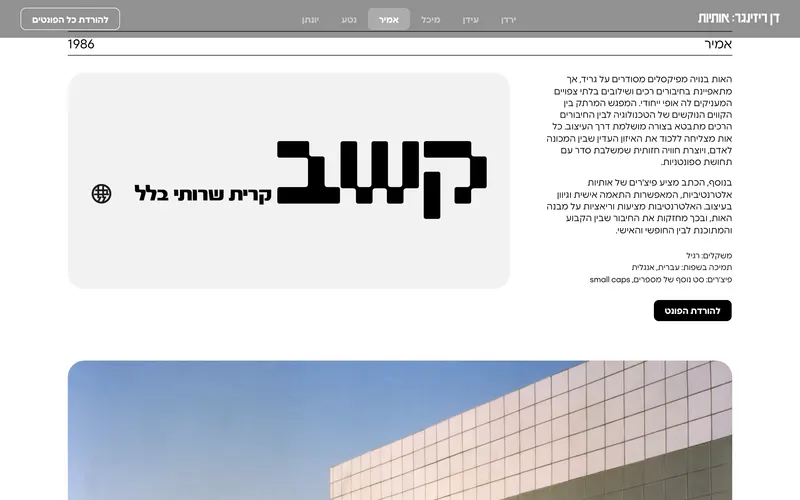 דן ריזינגר: אותיות
ירדן
עידן
מיכל
אמיר
נטע
יונתן
להורדת כל הפונטים
אמיר
1986
האות בנויה מפיקסלים מסודרים על גריד, אך
מתאפיינת בחיבורים רכים ושילובים בלתי צפויים
המעניקים לה אופי ייחודי. המפגש המרתק בין
הקווים הנוקשים של הטכנולוגיה לבין החיבורים
הרכים מתבטא בצורה מושלמת דרך העיצוב. כל
אות מצליחה ללכוד את האיזון העדין שבין המכונה
לאדם, ויוצרת חוויה חזותית שמשלבת סדר עם
תחושת ספונטניות.
בנוסף, הכתב מציע פיצ'רים של אותיות
אלטרנטיביות, המאפשרות התאמה אישית וגיוון
בעיצוב. האלטרנטיבות מציעות וריאציות על מבנה
האות, ובכך מחזקות את החיבור שבין הקבוע
והמתוכנת לבין החופשי והאישי.
משקלים: רגיל
תמיכה בשפות: עברית, אנגלית
פיצ'רים: סט נוסף של מספרים, small caps
להורדת הפונט
קשב
קרית שרותי בלל